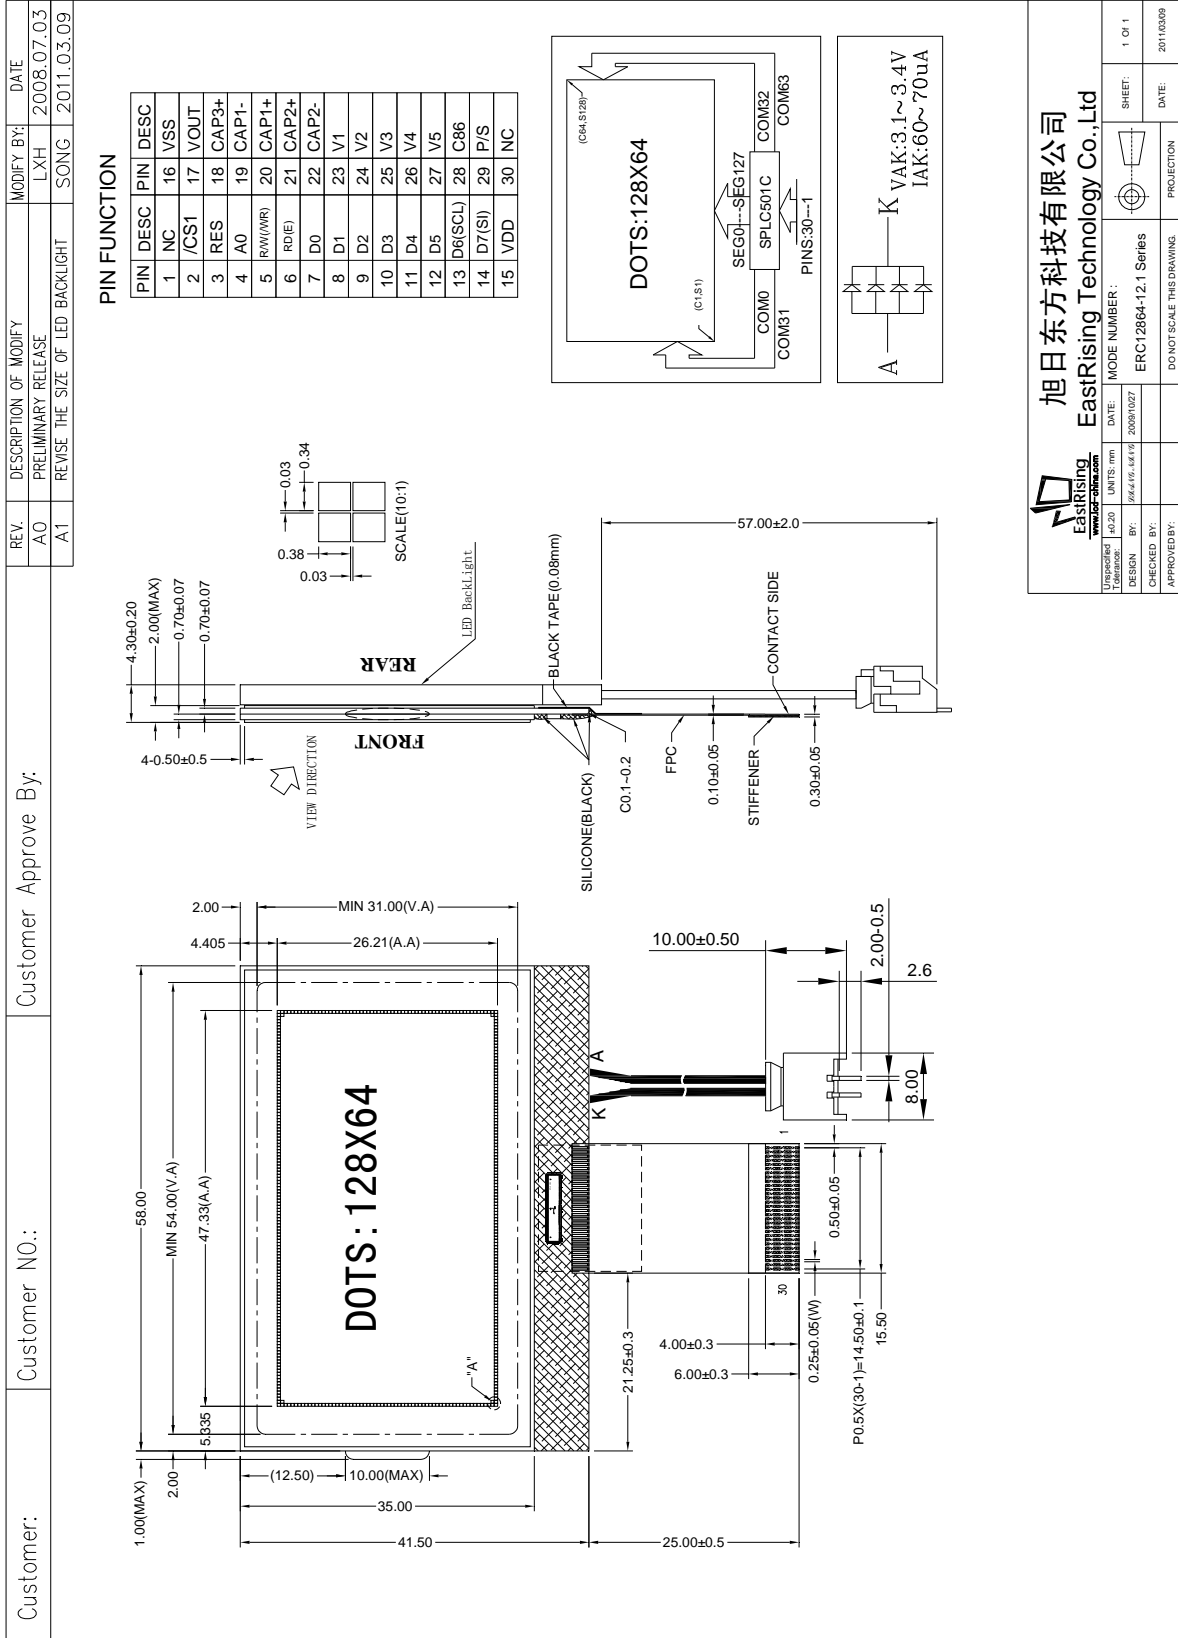 Customer:
Customer NO.:
Customer Approve By:
REV. DESCRIPTION OF MODIFY MODIFY BY: DATE
A0 PRELIMINARY RELEASE LXH 2008.07.03
A1 REVISE THE SIZE OF LED BACKLIGHT SONG 2011.03.09
1.00(MAX)
2.00
5.335
58.00
MIN 54.00(V.A)
47.33(A.A)
2.00
4.405
MIN 31.00(V.A)
26.21(A.A)
DOTS:128X64
"A"
(12.50)
10.00(MAX)
35.00
41.50
25.00±0.5
21.25±0.3
4.00±0.3
6.00±0.3
K
A
1
30
0.50±0.05
0.25±0.05(W)
P0.5X(30-1)=14.50±0.1
15.50
10.00±0.50
2.00-0.5
2.6
8.00
4.30±0.20
2.00(MAX)
0.70±0.07
0.70±0.07
4-0.50±0.5
VIEW DIRECTION
FRONT
REAR
LED BackLight
BLACK TAPE(0.08mm)
SILICONE(BLACK)
C0.1~0.2
FPC
0.10±0.05
STIFFENER
0.30±0.05
CONTACT SIDE
57.00±2.0
0.38
0.03
0.03
0.34
SCALE(10:1)
PIN FUNCTION
PIN DESC PIN DESC
1 NC 16 VSS
2 /CS1 17 VOUT
3 RES 18 CAP3+
4 A0 19 CAP1-
5 R/W(/WR) 20 CAP1+
6 RD(E) 21 CAP2+
7 D0 22 CAP2-
8 D1 23 V1
9 D2 24 V2
10 D3 25 V3
11 D4 26 V4
12 D5 27 V5
13 D6(SCL) 28 C86
14 D7(SI) 29 P/S
15 VDD 30 NC
(C64,S128)
DOTS:128X64
(C1,S1)
SEG0---SEG127
COM0
SPLC501C
COM32
COM31
COM63
PINS:30---1
A
K
VAK:3.1~3.4V
IAK:60~70uA
旭日东方科技有限公司
EastRising
www.lcd-china.com
EastRising Technology Co.,Ltd
Unspecified Tolerance: ±0.20 UNITS: mm DATE: MODE NUMBER : SHEET: 1 Of 1
DESIGN BY: 2009/10/27 ERC12864-12.1 Series
CHECKED BY:
APPROVED BY: DO NOT SCALE THIS DRAWING. PROJECTION DATE: 2011/03/09